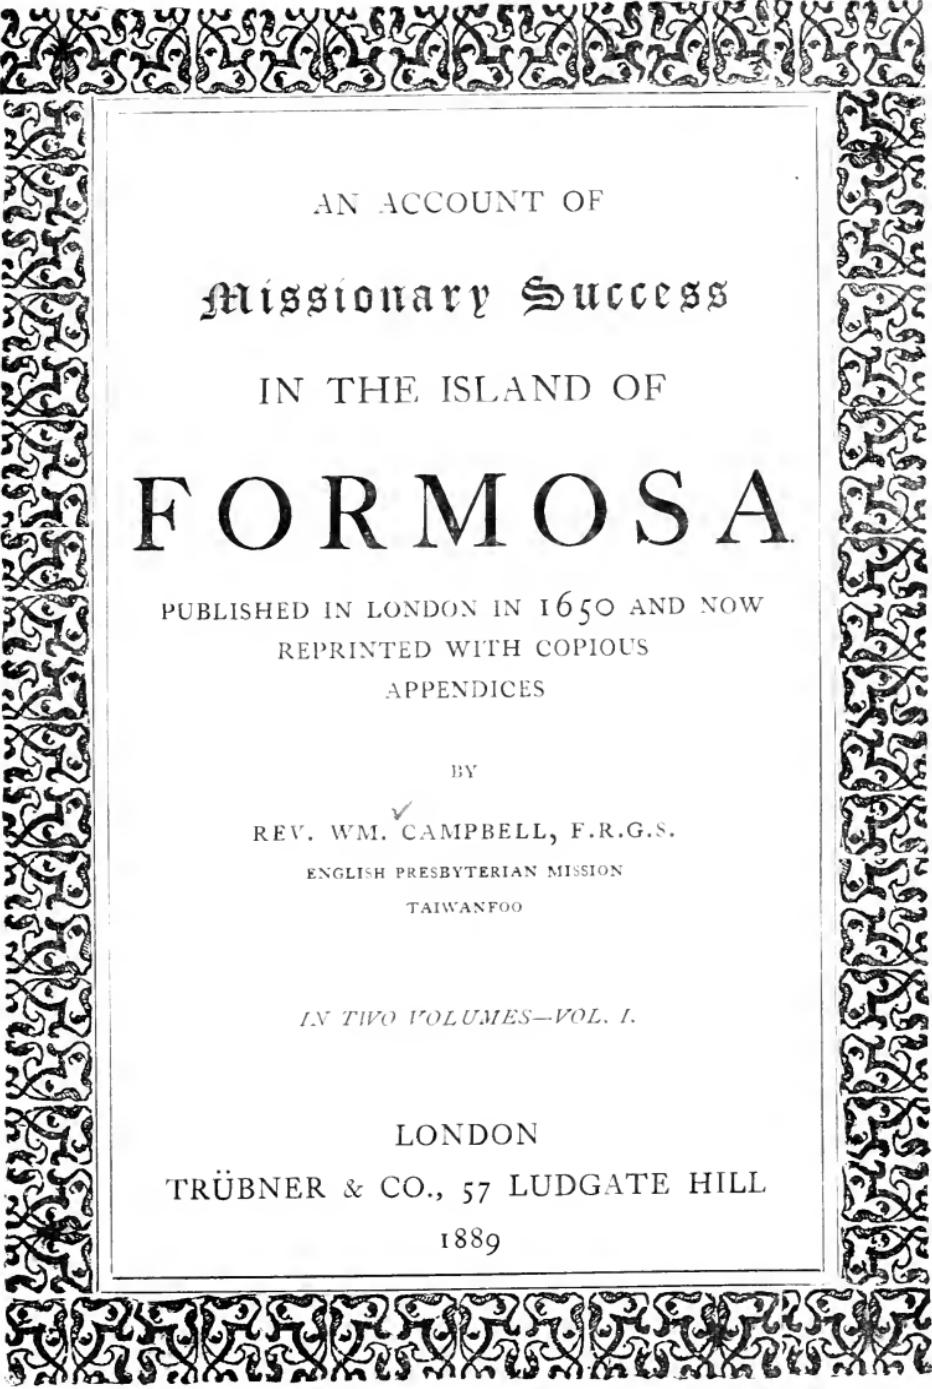 AN ACCOUNT OF
Missionary Success
IN THE ISLAND OF
FORMOSA
PUBLISHED IN LONDON IN 1650 AND NOW
REPRINTED WITH COPIOUS
APPENDICES
BY
REV. WM. CAMPBELL, F.R.G.S.
ENGLISH PRESBYTERIAN MISSION
TAIWANFOO
IN TWO VOLUMES—VOL. I.
LONDON
TRÜBNER & CO., 57 LUDGATE HILL
1889